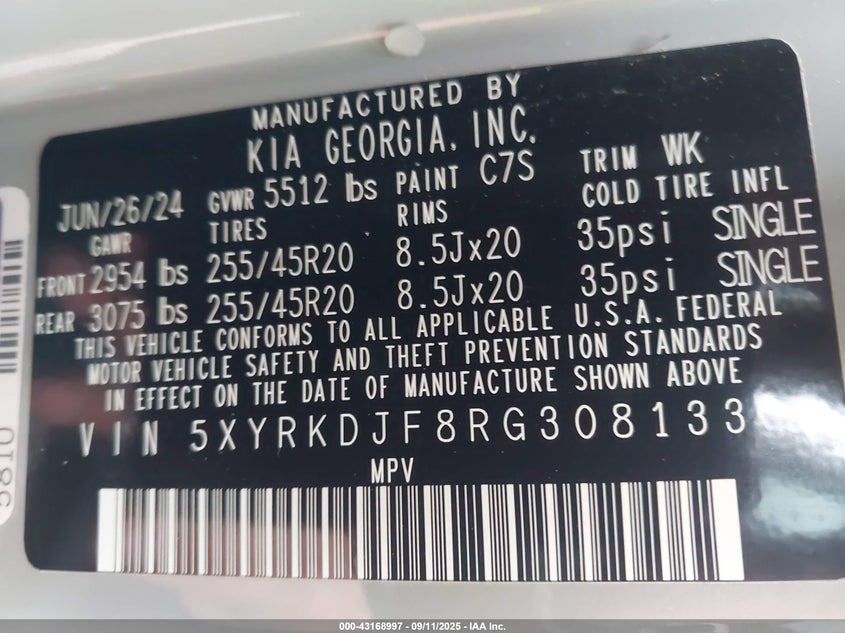 MANUFACTURED BY
KIA GEORGIA, INC.
JUN/26/24 GVWR 5512 lbs PAINT C7S TRIM WK
GAWR TIRES RIMS COLD TIRE INFL
FRONT 2954 lbs 255/45R20 8.5Jx20 35psi SINGLE
REAR 3075 lbs 255/45R20 8.5Jx20 35psi SINGLE
THIS VEHICLE CONFORMS TO ALL APPLICABLE U.S.A. FEDERAL
MOTOR VEHICLE SAFETY AND THEFT PREVENTION STANDARDS
IN EFFECT ON THE DATE OF MANUFACTURE SHOWN ABOVE
VIN 5XYRKDJF8RG308133
MPV
5810
000-43168997 - 09/11/2025 - IAA Inc.